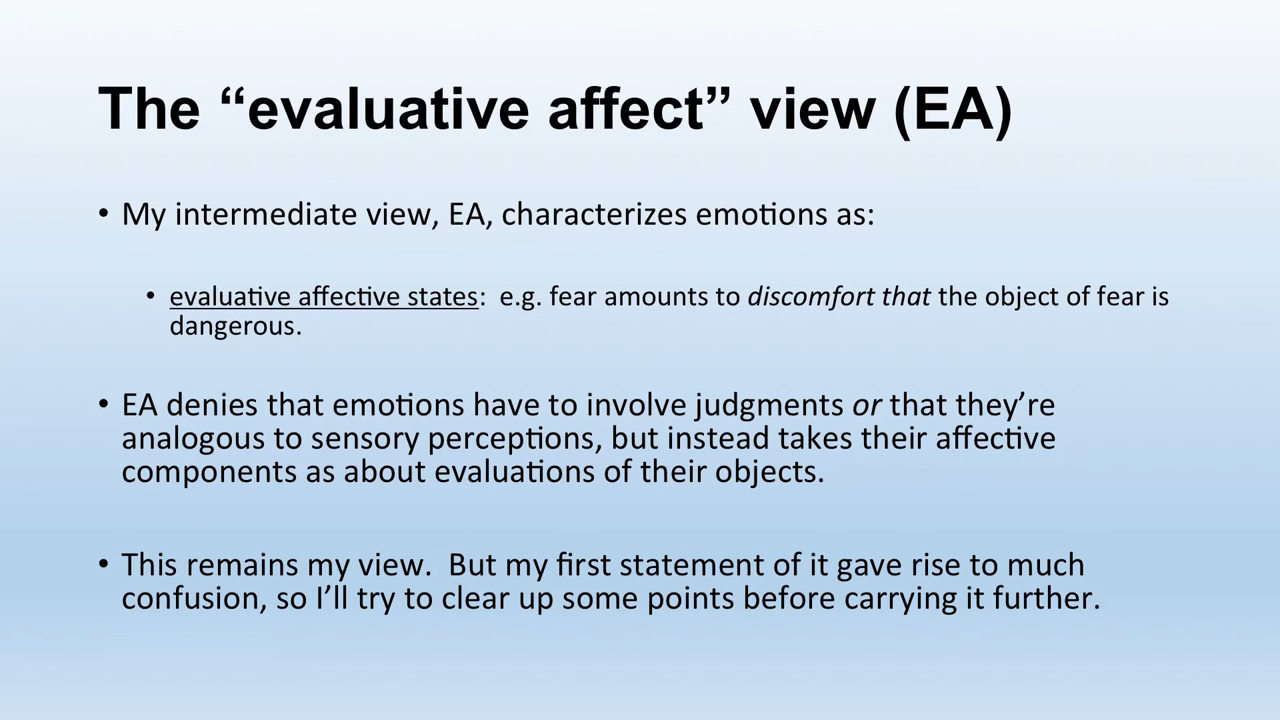 The “evaluative affect” view (EA)
• My intermediate view, EA, characterizes emotions as:
• evaluative affective states:  e.g. fear amounts to discomfort that the object of fear is
dangerous.
• EA denies that emotions have to involve judgments or that they’re
analogous to sensory perceptions, but instead takes their affective
components as about evaluations of their objects.
• This remains my view.  But my first statement of it gave rise to much
confusion, so I’ll try to clear up some points before carrying it further.